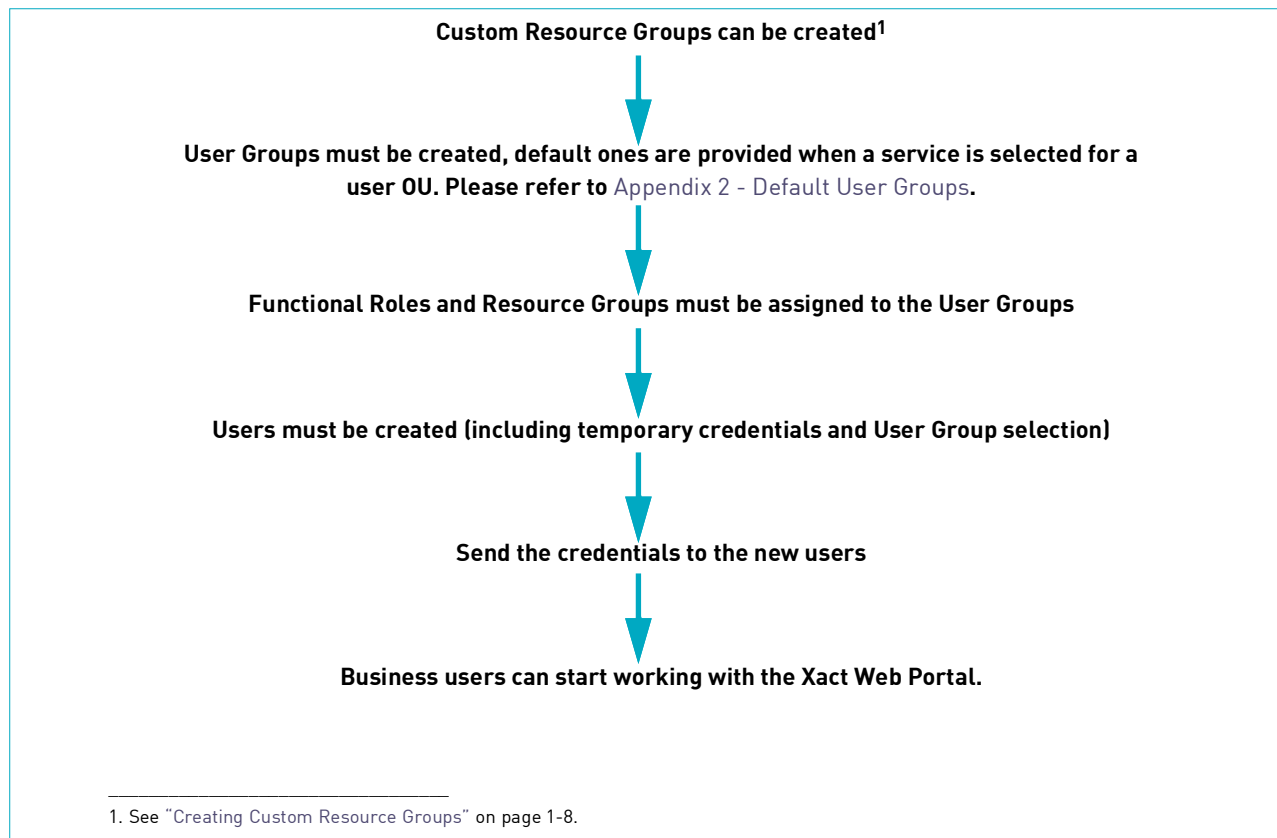 Custom Resource Groups can be created1
User Groups must be created, default ones are provided when a service is selected for a
user OU. Please refer to Appendix 2 - Default User Groups.
Functional Roles and Resource Groups must be assigned to the User Groups
Users must be created (including temporary credentials and User Group selection)
Send the credentials to the new users
Business users can start working with the Xact Web Portal.
1. See "Creating Custom Resource Groups" on page 1-8.